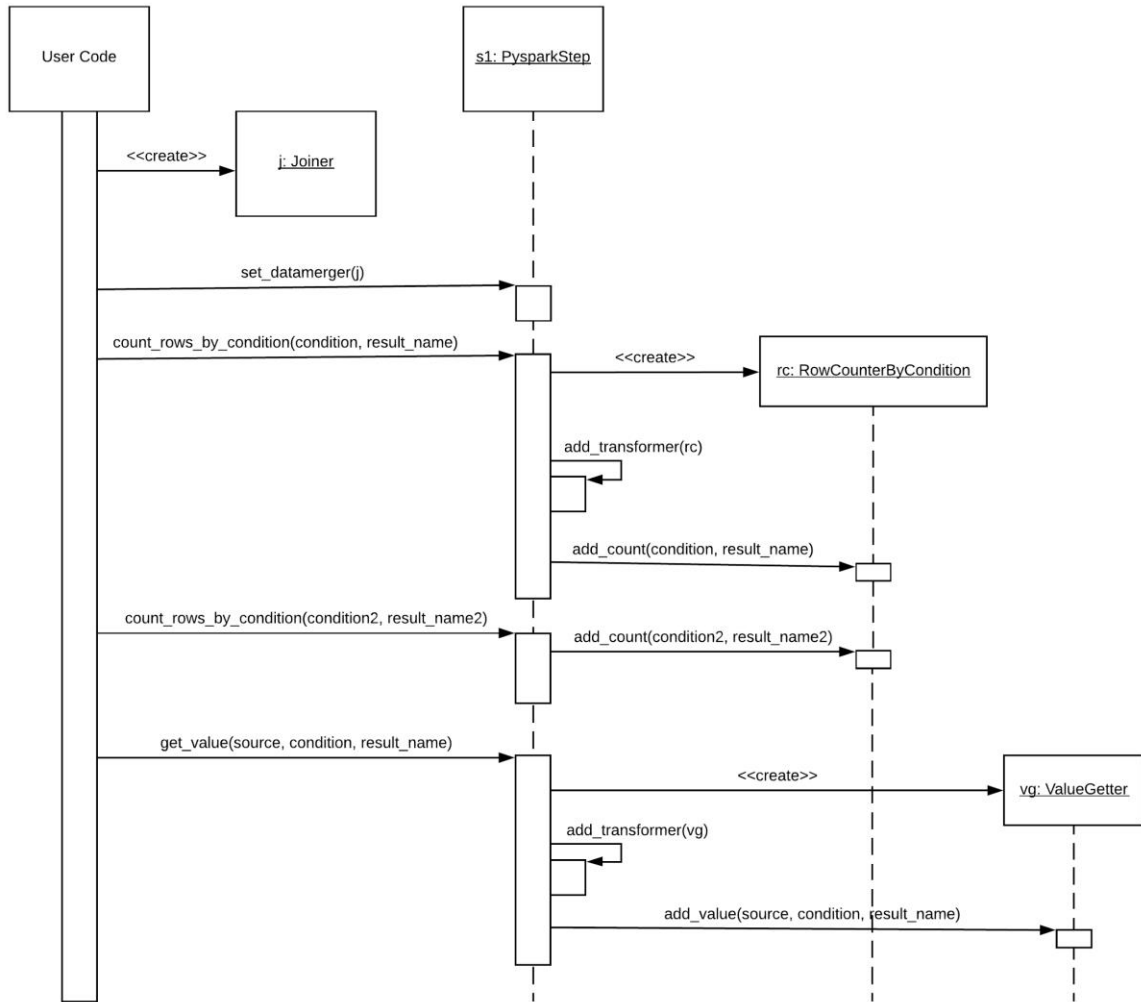 User Code
s1: PysparkStep
<<create>>
j: Joiner
set_datamerger(j)
count_rows_by_condition(condition, result_name)
<<create>>
rc: RowCounterByCondition
add_transformer(rc)
add_count(condition, result_name)
count_rows_by_condition(condition2, result_name2)
add_count(condition2, result_name2)
get_value(source, condition, result_name)
<<create>>
vg: ValueGetter
add_transformer(vg)
add_value(source, condition, result_name)